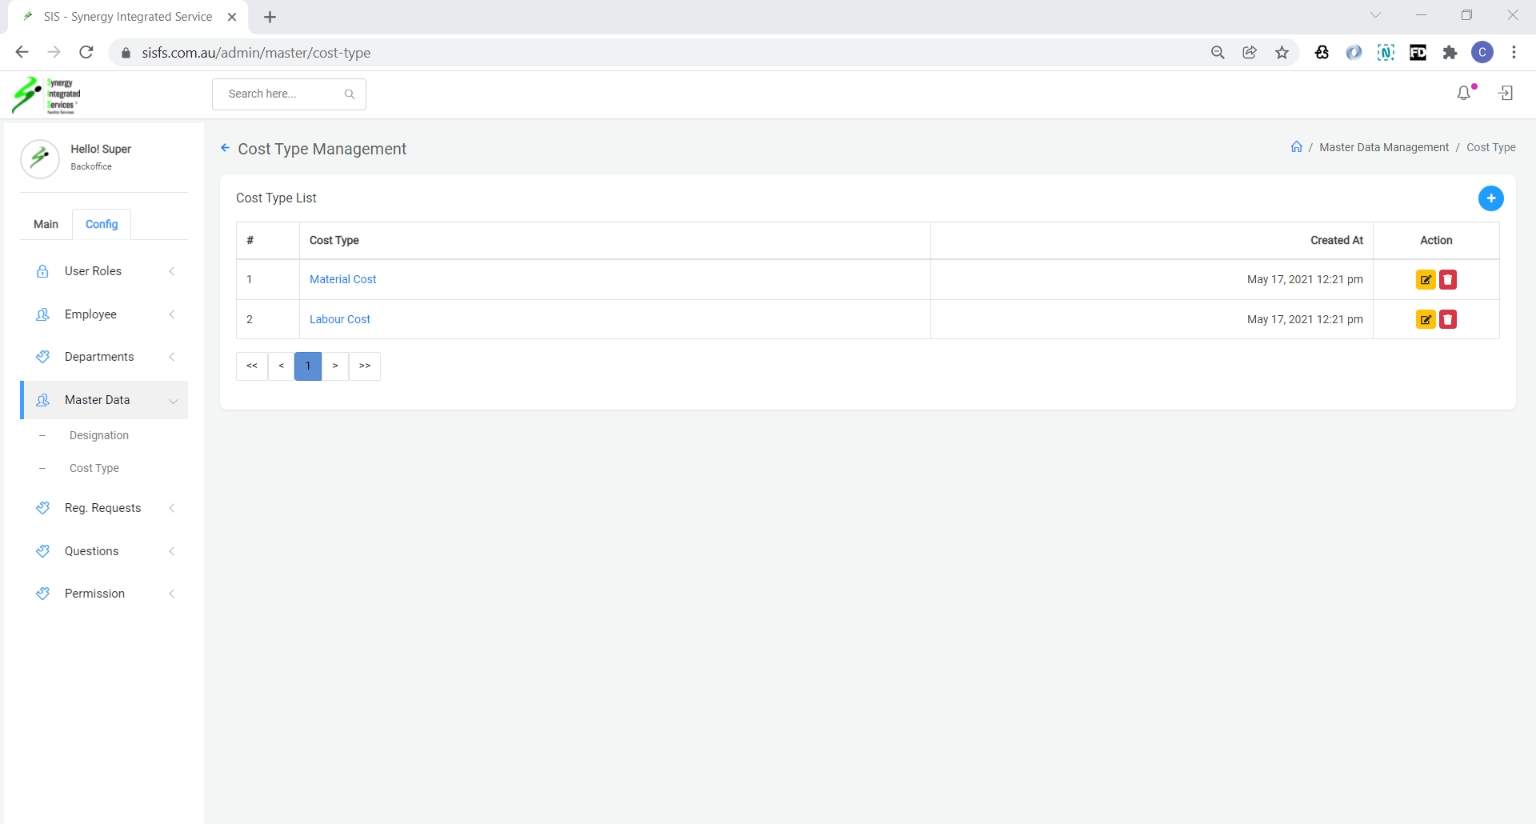 SIS - Synergy Integrated Service
sisfs.com.au/admin/master/cost-type
FD
C
Synergy
Integrated
Services
Search here...
Hello! Super
Backoffice
Cost Type Management
/ Master Data Management / Cost Type
Main
Config
Cost Type List
+
# Cost Type Created At Action
1 Material Cost May 17, 2021 12:21 pm
2 Labour Cost May 17, 2021 12:21 pm
<< < 1 > >>
User Roles
Employee
Departments
Master Data
– Designation
– Cost Type
Reg. Requests
Questions
Permission